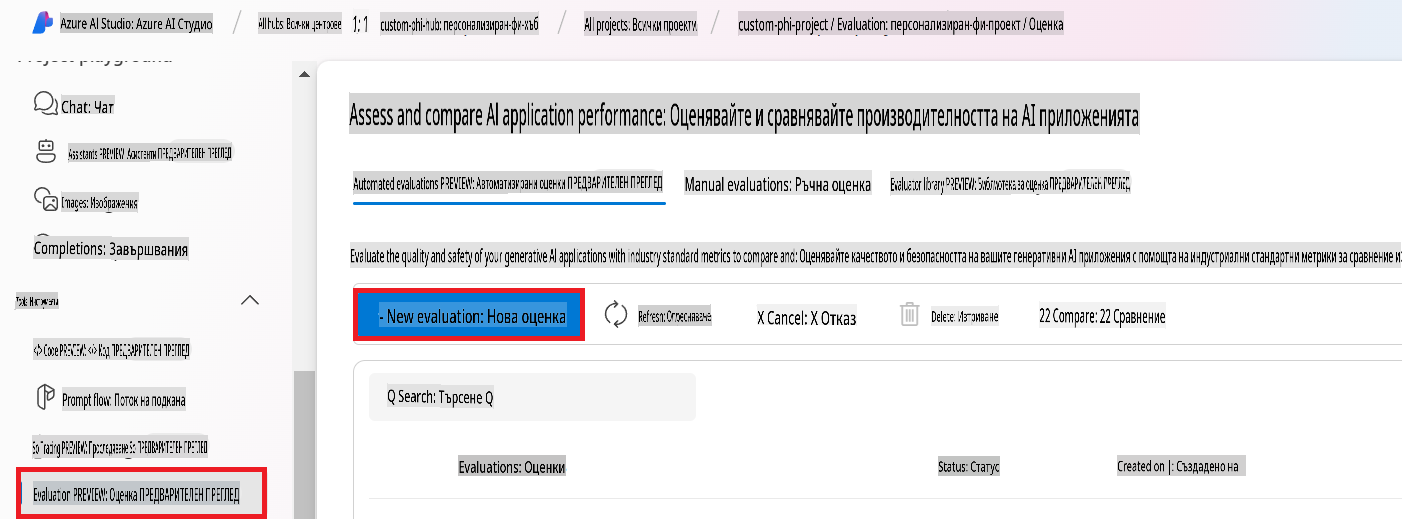 Azure AI Studio: Azure AI Студио / All hubs: Всички центрове 1: 1 custom-phi-hub: персонализиран-фи-хъб / All projects: Всички проекти / custom-phi-project / Evaluation: персонализиран-фи-проект / Оценка
Project playground
Chat: Чат
Assistants PREVIEW: Асистенти ПРЕДВАРИТЕЛЕН ПРЕГЛЕД
Images: Изображения
Completions: Завършвания
Tools: Инструменти
</> Code PREVIEW: </> Код ПРЕДВАРИТЕЛЕН ПРЕГЛЕД
Prompt flow: Поток на подкана
So Tracing PREVIEW: Проследяване So ПРЕДВАРИТЕЛЕН ПРЕГЛЕД
Evaluation PREVIEW: Оценка ПРЕДВАРИТЕЛЕН ПРЕГЛЕД
Assess and compare AI application performance: Оценявайте и сравнявайте производителността на AI приложенията
Automated evaluations PREVIEW: Автоматизирани оценки ПРЕДВАРИТЕЛЕН ПРЕГЛЕД Manual evaluations: Ръчна оценка Evaluator library PREVIEW: Библиотека за оценка ПРЕДВАРИТЕЛЕН ПРЕГЛЕД
Evaluate the quality and safety of your generative AI applications with industry standard metrics to compare and: Оценявайте качеството и безопасността на вашите генеративни AI приложения с помощта на индустриални стандартни метрики за сравнение
- New evaluation: Нова оценка Refresh: Опресняване X Cancel: X Отказ Delete: Изтриване 22 Compare: 22 Сравнение
Q Search: Търсене Q
Evaluations: Оценки Status: Статус Created on |: Създадено на